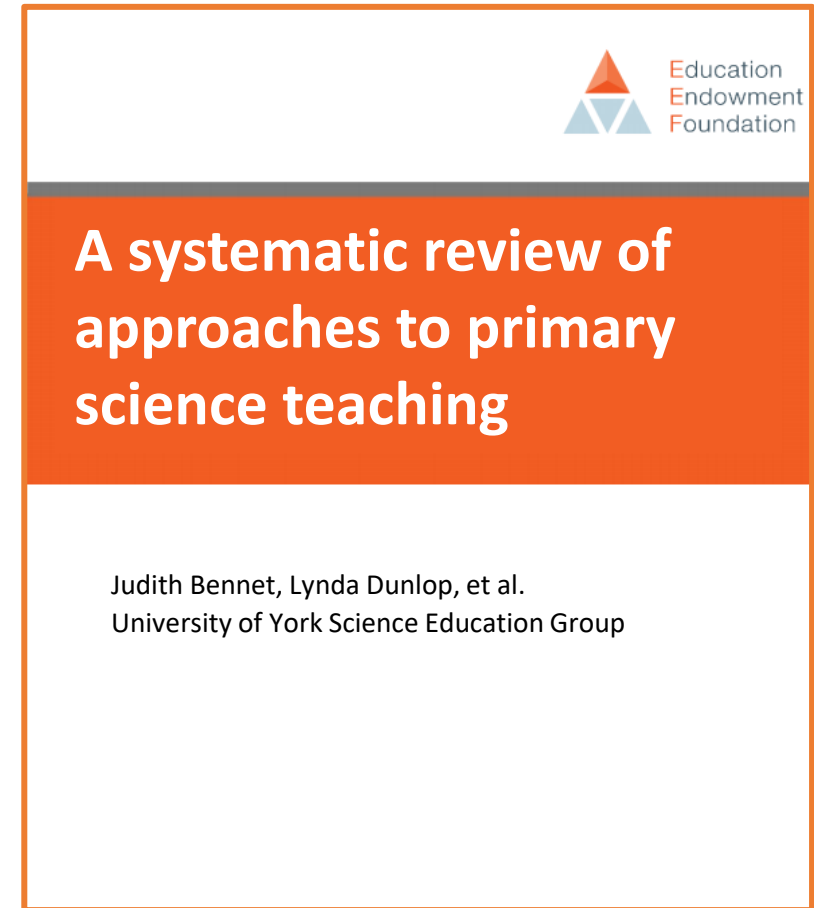 Education
Endowment
Foundation
A systematic review of
approaches to primary
science teaching
Judith Bennet, Lynda Dunlop, et al.
University of York Science Education Group